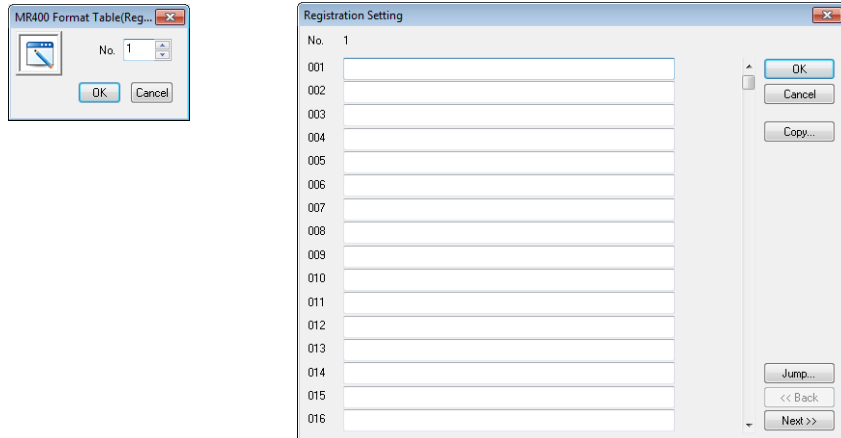 MR400 Format Table(Reg...
No. 1
OK Cancel
Registration Setting
No. 1
001
002
003
004
005
006
007
008
009
010
011
012
013
014
015
016
OK
Cancel
Copy...
Jump...
<< Back
Next >>